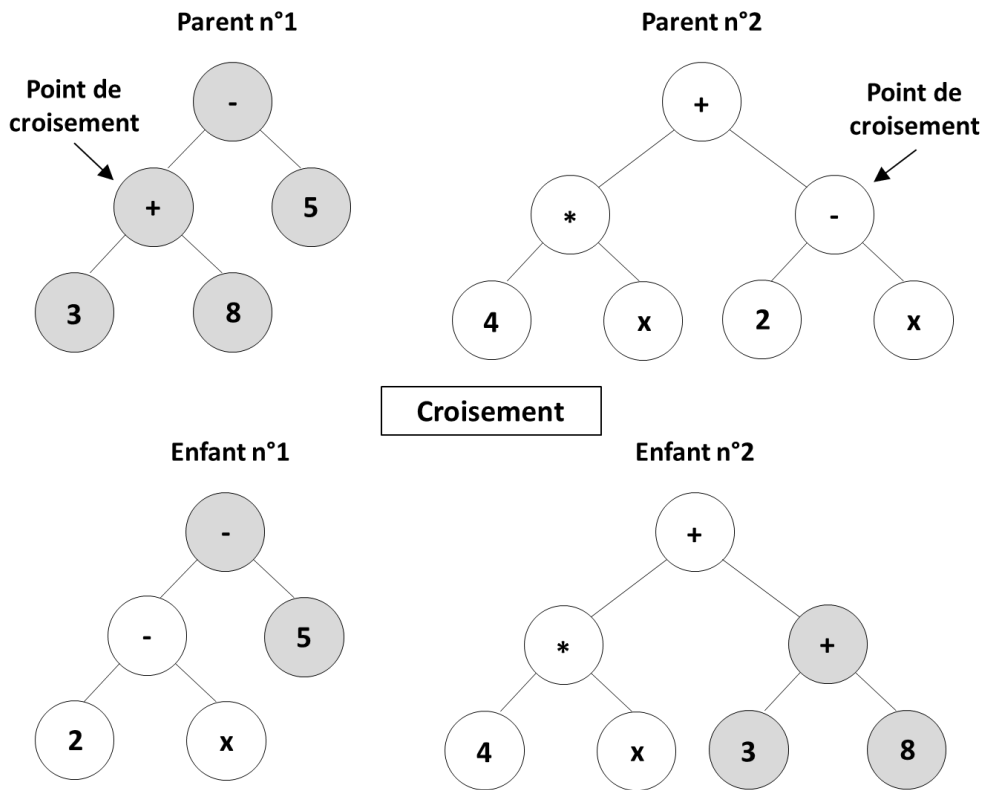 Parent n°1
Parent n°2
Point de
croisement
Point de
croisement
-
+
+
5
*
-
3
8
4
x
2
x
Croisement
Enfant n°1
Enfant n°2
-
+
-
5
*
+
2
x
4
x
3
8